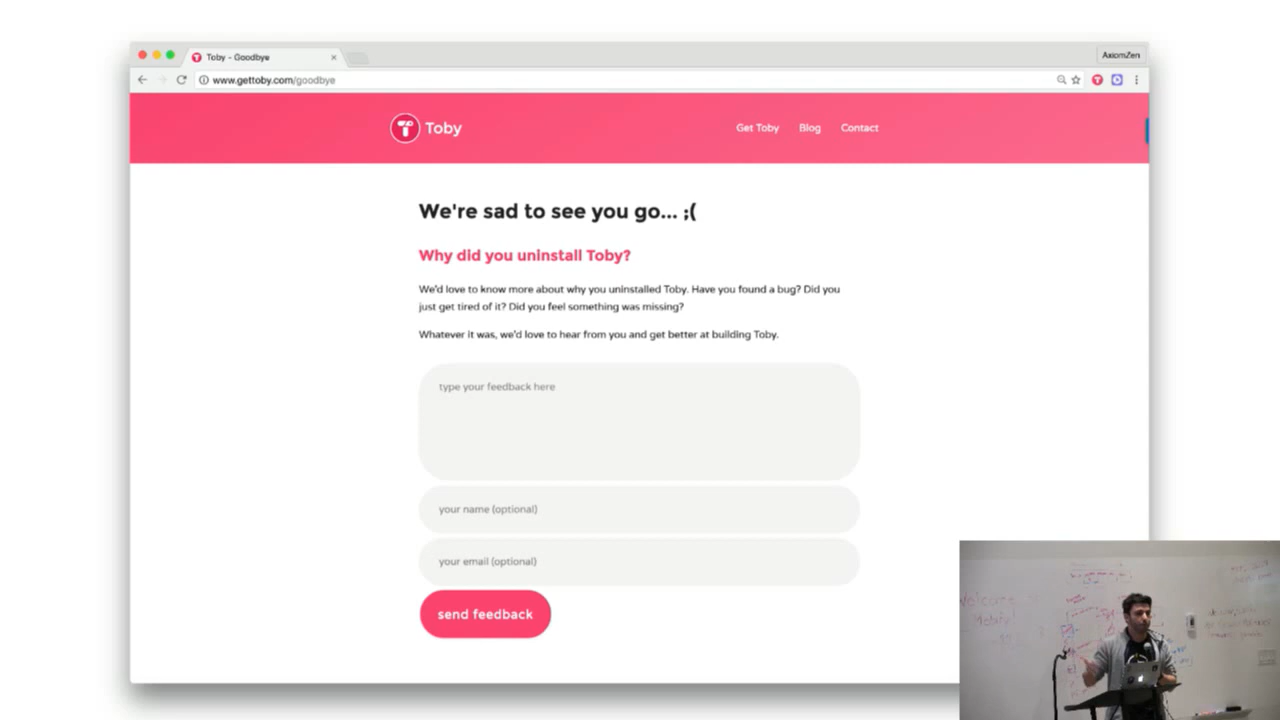 Toby - Goodbye
AxiomZen
www.gettoby.com/goodbye
Toby
Get Toby
Blog
Contact
We're sad to see you go... ;(
Why did you uninstall Toby?
We'd love to know more about why you uninstalled Toby. Have you found a bug? Did you
just get tired of it? Did you feel something was missing?
Whatever it was, we'd love to hear from you and get better at building Toby.
type your feedback here
your name (optional)
your email (optional)
send feedback
Welcome
Mobify!